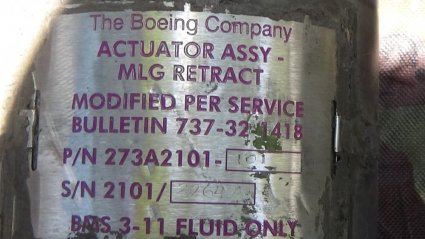 The Boeing Company
ACTUATOR ASSY -
MLG RETRACT
MODIFIED PER SERVICE
BULLETIN 737-32-1418
P/N 273A2101-
S/N 2101/
BMS 3-11 FLUID ONLY